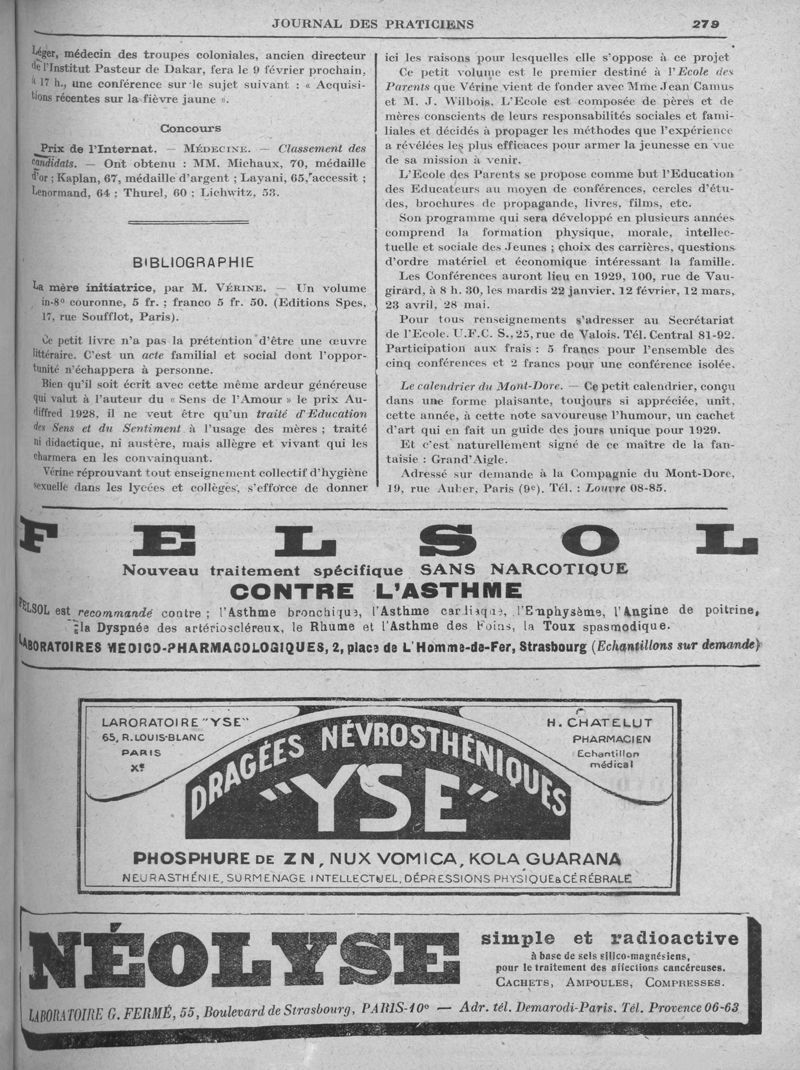 JOURNAL DES PRATICIENS 279
Léger, médecin des troupes coloniales, ancien directeur
de l'Institut Pasteur de Dakar, fera le 9 février prochain,
à 17 h., une conférence sur le sujet suivant : « Acquisi-
tions récentes sur la fièvre jaune ».
Concours
Prix de l'Internat. — MÉDECINE. — Classement des
candidats. — Ont obtenu : MM. Michaux, 70, médaille
d'or ; Kaplan, 67, médaille d'argent ; Layani, 65, accessit ;
Lenormand, 64 ; Thurel, 60 ; Lichwitz, 53.
BIBLIOGRAPHIE
La mère initiatrice, par M. VÉRINE. — Un volume
in-8º couronne, 5 fr. ; franco 5 fr. 50. (Editions Spes,
17, rue Soufflot, Paris).
Ce petit livre n'a pas la prétention d'être une œuvre
littéraire. C'est un acte familial et social dont l'oppor-
tunité n'échappera à personne.
Bien qu'il soit écrit avec cette même ardeur généreuse
qui valut à l'auteur du « Sens de l'Amour » le prix Au-
diffred 1928, il ne veut être qu'un traité d'Education
des Sens et du Sentiment à l'usage des mères ; traité
ni didactique, ni austère, mais allègre et vivant qui les
charmera en les convainquant.
Vérine réprouvant tout enseignement collectif d'hygiène
sexuelle dans les lycées et collèges, s'efforce de donner
ici les raisons pour lesquelles elle s'oppose à ce projet
Ce petit volume est le premier destiné à l'Ecole des
Parents que Vérine vient de fonder avec Mme Jean Camus
et M. J. Wilbois. L'Ecole est composée de pères et de
mères conscients de leurs responsabilités sociales et fami-
liales et décidés à propager les méthodes que l'expérience
a révélées les plus efficaces pour armer la jeunesse en vue
de sa mission à venir.
L'Ecole des Parents se propose comme but l'Education
des Educateurs au moyen de conférences, cercles d'étu-
des, brochures de propagande, livres, films, etc.
Son programme qui sera développé en plusieurs années
comprend la formation physique, morale, intellec-
tuelle et sociale des Jeunes ; choix des carrières, questions
d'ordre matériel et économique intéressant la famille.
Les Conférences auront lieu en 1929, 100, rue de Vau-
girard, à 8 h. 30, les mardis 22 janvier, 12 février, 12 mars,
23 avril, 28 mai.
Pour tous renseignements s'adresser au Secrétariat
de l'Ecole. U.F.C. S., 25, rue de Valois. Tél. Central 81-92.
Participation aux frais : 5 francs pour l'ensemble des
cinq conférences et 2 francs pour une conférence isolée.
Le calendrier du Mont-Dore. — Ce petit calendrier, conçu
dans une forme plaisante, toujours si appréciée, unit,
cette année, à cette note savoureuse l'humour, un cachet
d'art qui en fait un guide des jours unique pour 1929.
Et c'est naturellement signé de ce maître de la fan-
taisie : Grand'Aigle.
Adressé sur demande à la Compagnie du Mont-Dore,
19, rue Auber, Paris (9e). Tél. : Louvre 08-85.
FELSOL
Nouveau traitement spécifique SANS NARCOTIQUE
CONTRE L'ASTHME
FELSOL est recommandé contre : l'Asthme bronchique, l'Asthme cardiaque, l'Emphysème, l'Angine de poitrine,
la Dyspnée des artérioscléreux, le Rhume et l'Asthme des Foins, la Toux spasmodique.
LABORATOIRES MEDICO-PHARMACOLOGIQUES, 2, place de L'Homme-de-Fer, Strasbourg (Echantillons sur demande)
LARORATOIRE "YSE"
65, R. LOUIS-BLANC
PARIS
Xe
H. CHATELUT
PHARMACIEN
Echantillon
médical
DRAGÉES NÉVROSTHÉNIQUES
"YSE"
PHOSPHURE DE ZN, NUX VOMICA, KOLA GUARANA
NEURASTHÉNIE, SURMENAGE INTELLECTUEL, DÉPRESSIONS PHYSIQUE & CÉRÉBRALE
NÉOLYSE
simple et radioactive
à base de sels silico-magnésiens,
pour le traitement des affections cancéreuses.
CACHETS, AMPOULES, COMPRESSES.
LABORATOIRE G. FERMÉ, 55, Boulevard de Strasbourg, PARIS-10e — Adr. tél. Demarodi-Paris. Tél. Provence 06-63